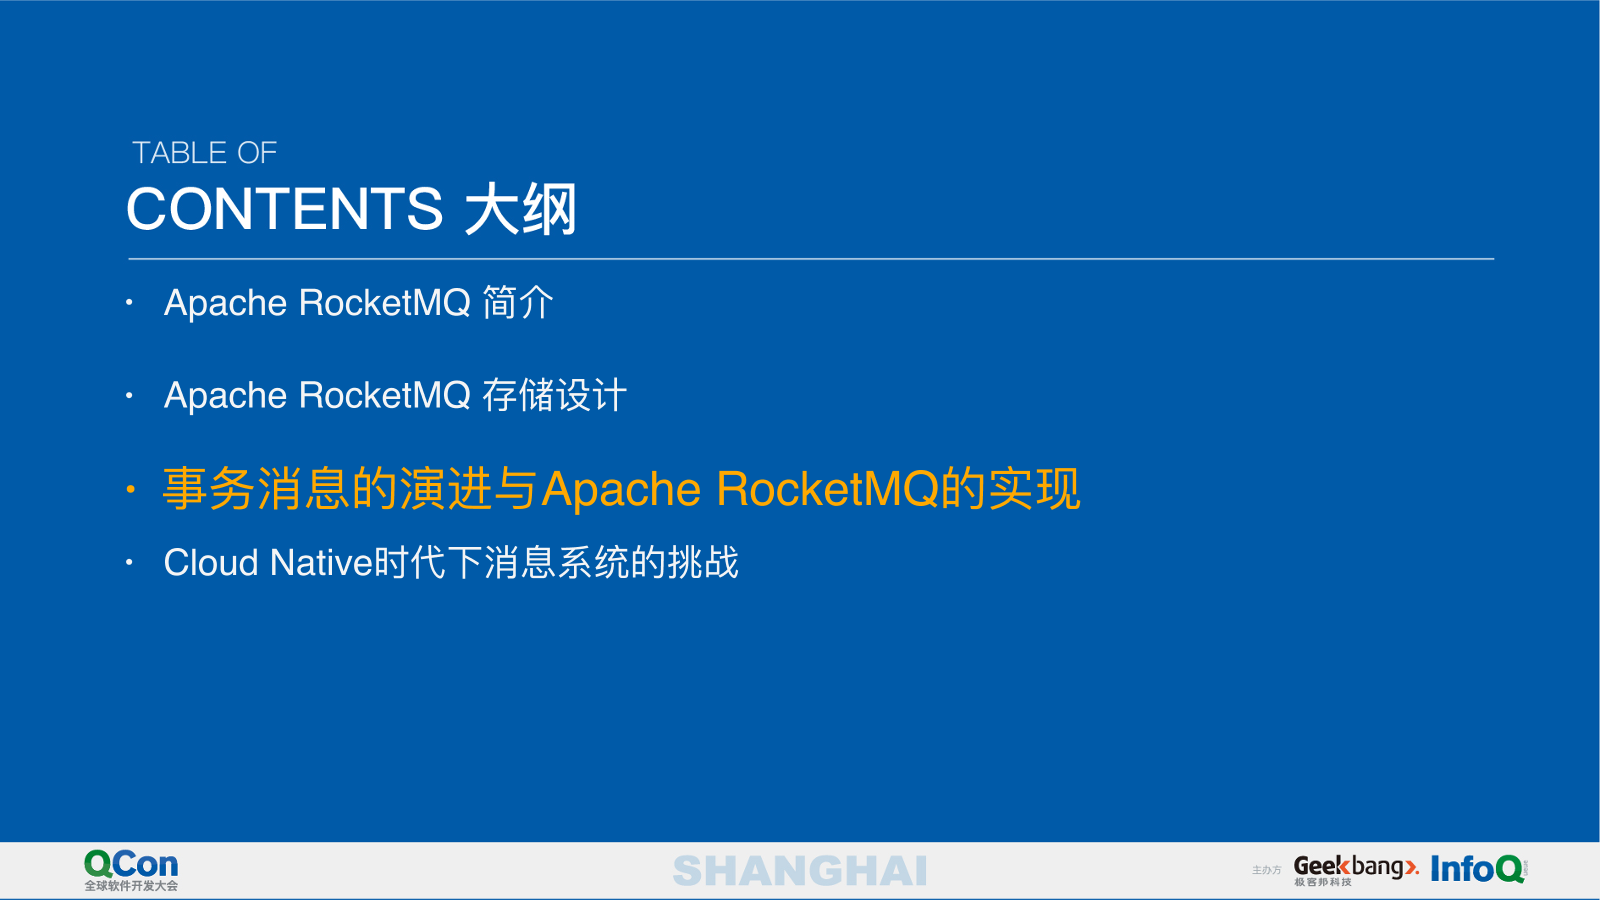 TABLE OF
CONTENTS 大纲
• Apache RocketMQ 简介
• Apache RocketMQ 存储设计
• 事务消息的演进与Apache RocketMQ的实现
• Cloud Native时代下消息系统的挑战
QCon
全球软件开发大会
SHANGHAI
主办方
Geekbang>.
极客邦科技
InfoQ